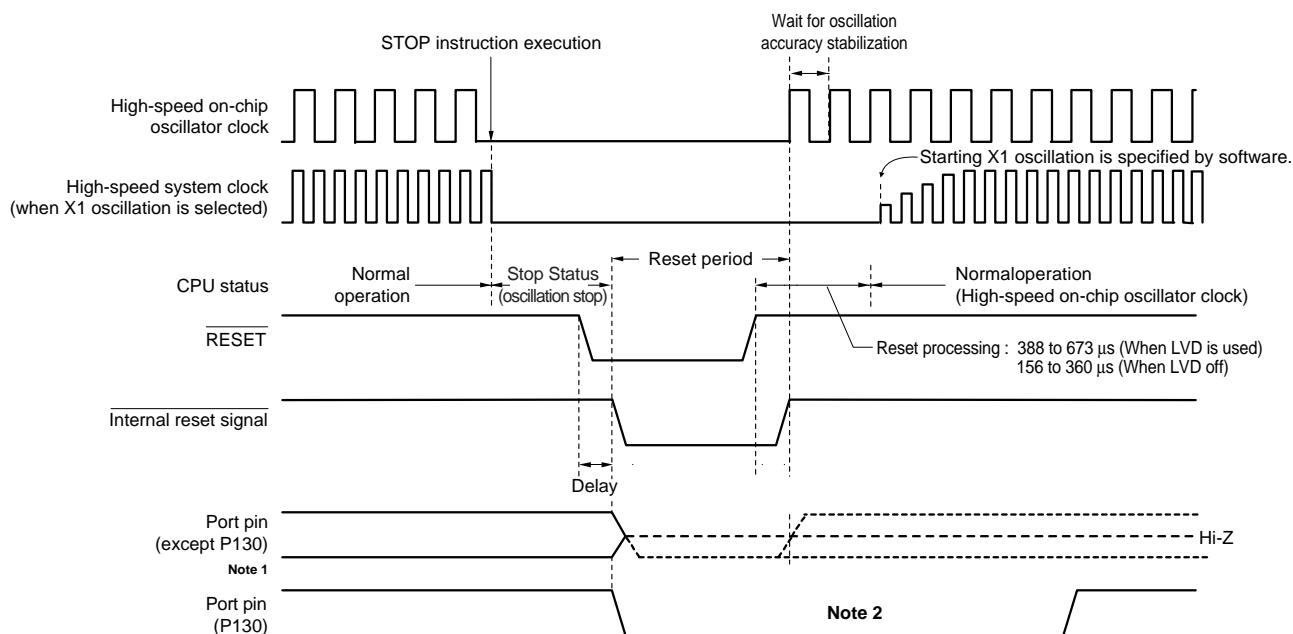 Wait for oscillation
accuracy stabilization
STOP instruction execution
High-speed on-chip
oscillator clock
Starting X1 oscillation is specified by software.
High-speed system clock
(when X1 oscillation is selected)
Reset period
CPU status
Normal
operation
Stop Status
(oscillation stop)
Normaloperation
(High-speed on-chip oscillator clock)
RESET
Reset processing : 388 to 673 μs (When LVD is used)
156 to 360 μs (When LVD off)
Internal reset signal
Delay
Port pin
(except P130)
Note 1
Hi-Z
Port pin
(P130)
Note 2